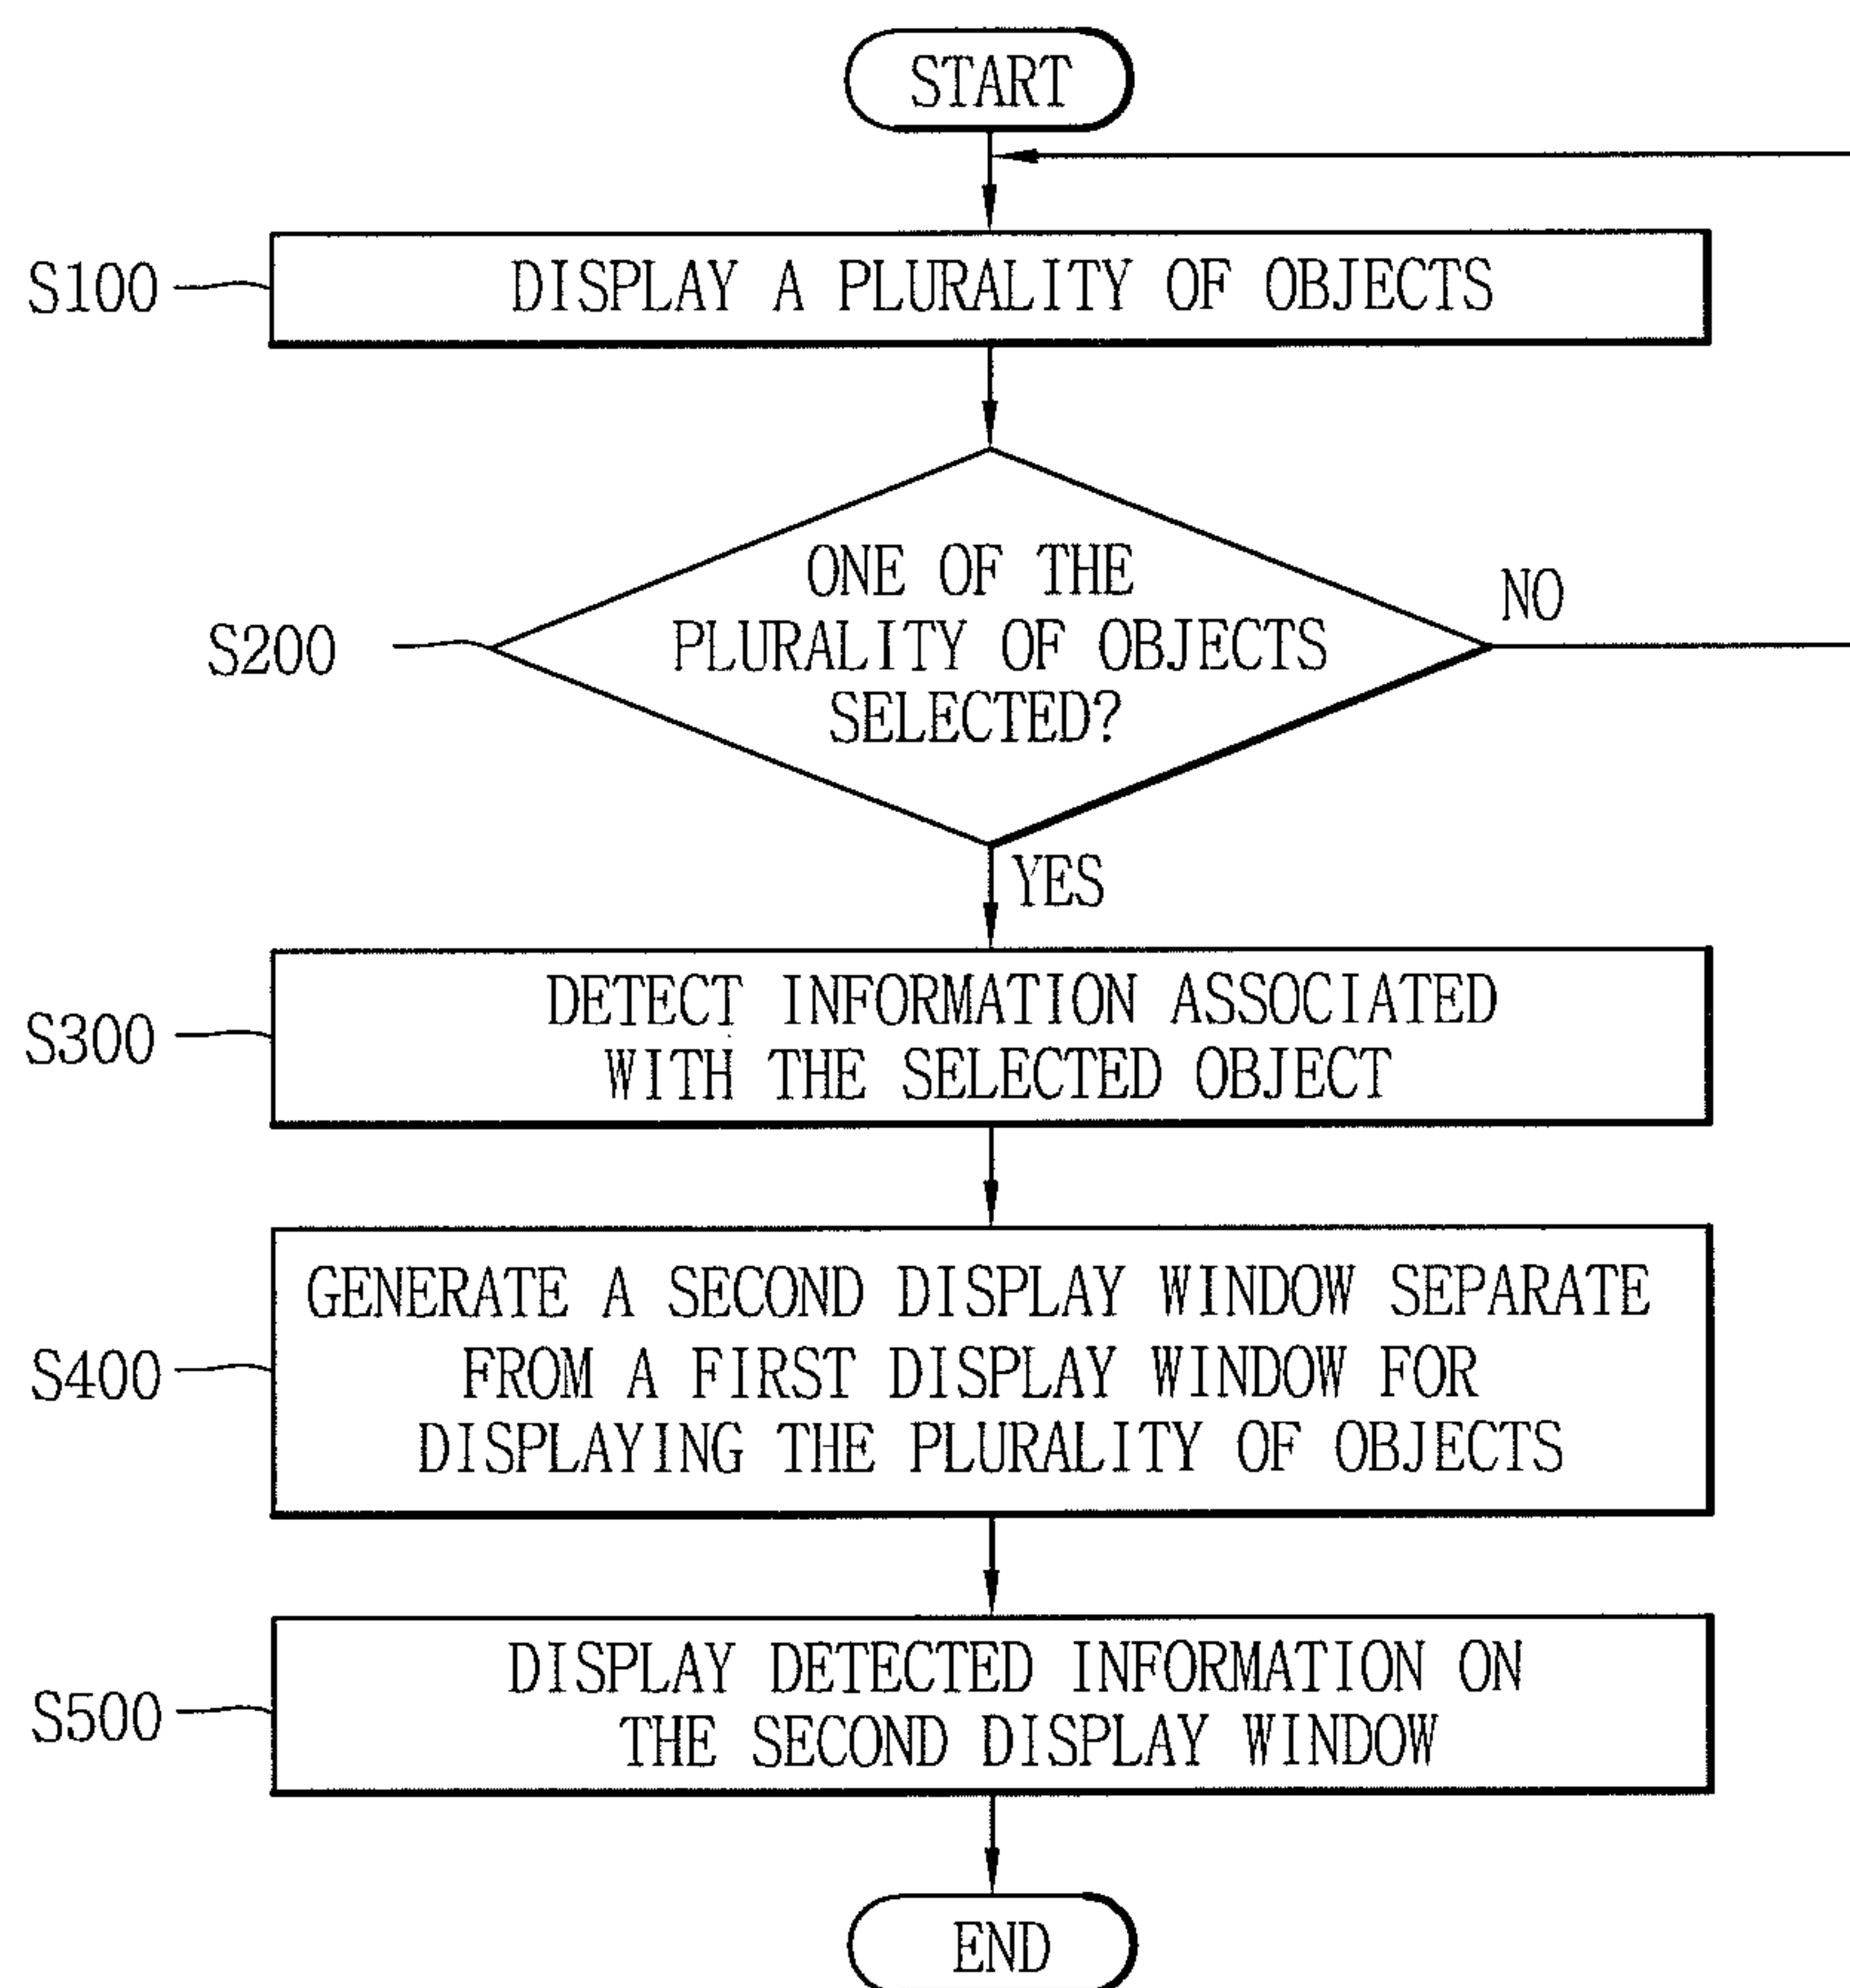 START
S100
DISPLAY A PLURALITY OF OBJECTS
ONE OF THE
PLURALITY OF OBJECTS
SELECTED?
S200
NO
YES
S300
DETECT INFORMATION ASSOCIATED
WITH THE SELECTED OBJECT
S400
GENERATE A SECOND DISPLAY WINDOW SEPARATE
FROM A FIRST DISPLAY WINDOW FOR
DISPLAYING THE PLURALITY OF OBJECTS
S500
DISPLAY DETECTED INFORMATION ON
THE SECOND DISPLAY WINDOW
END